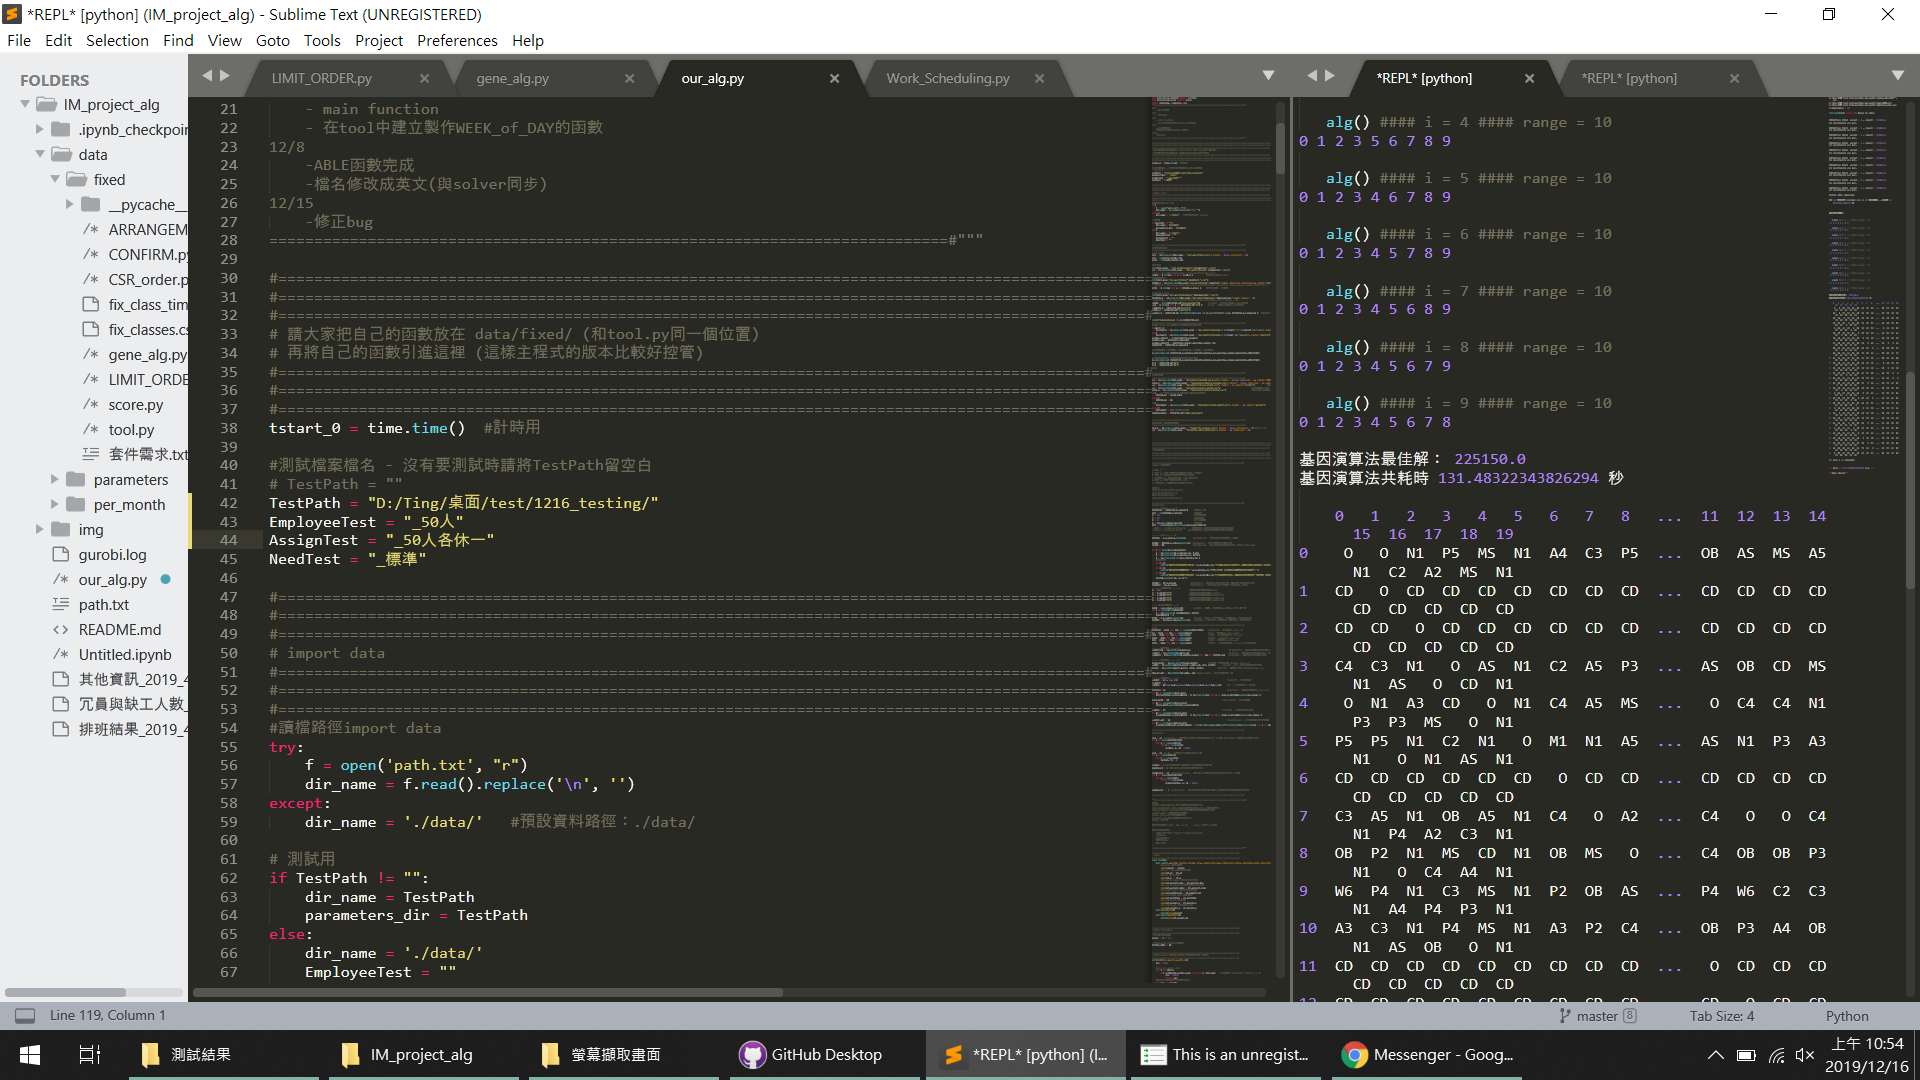 *REPL* [python] (IM_project_alg) - Sublime Text (UNREGISTERED)
File Edit Selection Find View Goto Tools Project Preferences Help
FOLDERS
IM_project_alg
.ipynb_checkpoin
data
fixed
__pycache__
ARRANGEM
CONFIRM.py
CSR_order.p
fix_class_tim
fix_classes.cs
gene_alg.py
LIMIT_ORDE
score.py
tool.py
套件需求.txt
parameters
per_month
img
gurobi.log
our_alg.py
path.txt
README.md
Untitled.ipynb
其他資訊_2019_4
冗員與缺工人數_
排班結果_2019_4
LIMIT_ORDER.py gene_alg.py our_alg.py Work_Scheduling.py
21 - main function
22 - 在tool中建立製作WEEK_of_DAY的函數
23 12/8
24 -ABLE函數完成
25 -檔名修改成英文(與solver同步)
26 12/15
27 -修正bug
28 ============================================================================#"""
29
30 #=================================================================================================
31 #=================================================================================================
32 #=================================================================================================#
33 # 請大家把自己的函數放在 data/fixed/ (和tool.py同一個位置)
34 # 再將自己的函數引進這裡 (這樣主程式的版本比較好控管)
35 #=================================================================================================#
36 #=================================================================================================
37 #=================================================================================================
38 tstart_0 = time.time() #計時用
39
40 #測試檔案檔名 - 沒有要測試時請將TestPath留空白
41 # TestPath = ""
42 TestPath = "D:/Ting/桌面/test/1216_testing/"
43 EmployeeTest = "_50人"
44 AssignTest = "_50人各休一"
45 NeedTest = "_標準"
46
47 #=================================================================================================
48 #=================================================================================================
49 #=================================================================================================#
50 # import data
51 #=================================================================================================#
52 #=================================================================================================
53 #=================================================================================================
54 #讀檔路徑import data
55 try:
56 f = open('path.txt', "r")
57 dir_name = f.read().replace('\n', '')
58 except:
59 dir_name = './data/' #預設資料路徑：./data/
60
61 # 測試用
62 if TestPath != "":
63 dir_name = TestPath
64 parameters_dir = TestPath
65 else:
66 dir_name = './data/'
67 EmployeeTest = ""
*REPL* [python] *REPL* [python]
alg() #### i = 4 #### range = 10
0 1 2 3 5 6 7 8 9
alg() #### i = 5 #### range = 10
0 1 2 3 4 6 7 8 9
alg() #### i = 6 #### range = 10
0 1 2 3 4 5 7 8 9
alg() #### i = 7 #### range = 10
0 1 2 3 4 5 6 8 9
alg() #### i = 8 #### range = 10
0 1 2 3 4 5 6 7 9
alg() #### i = 9 #### range = 10
0 1 2 3 4 5 6 7 8
基因演算法最佳解： 225150.0
基因演算法共耗時 131.48322343826294 秒
0 1 2 3 4 5 6 7 8 ... 11 12 13 14
15 16 17 18 19
0 O O N1 P5 MS N1 A4 C3 P5 ... OB AS MS A5
N1 C2 A2 MS N1
1 CD O CD CD CD CD CD CD CD ... CD CD CD CD
CD CD CD CD CD
2 CD CD O CD CD CD CD CD CD ... CD CD CD CD
CD CD CD CD CD
3 C4 C3 N1 O AS N1 C2 A5 P3 ... AS OB CD MS
N1 AS O CD N1
4 O N1 A3 CD O N1 C4 A5 MS ... O C4 C4 N1
P3 P3 MS O N1
5 P5 P5 N1 C2 N1 O M1 N1 A5 ... AS N1 P3 A3
N1 O N1 AS N1
6 CD CD CD CD CD CD O CD CD ... CD CD CD CD
CD CD CD CD CD
7 C3 A5 N1 OB A5 N1 C4 O A2 ... C4 O O C4
N1 P4 A2 C3 N1
8 OB P2 N1 MS CD N1 OB MS O ... C4 OB OB P3
N1 O C4 A4 N1
9 W6 P4 N1 C3 MS N1 P2 OB AS ... P4 W6 C2 C3
N1 A4 P4 P3 N1
10 A3 C3 N1 P4 MS N1 A3 P2 C4 ... OB P3 A4 OB
N1 AS OB O N1
11 CD CD CD CD CD CD CD CD CD ... O CD CD CD
CD CD CD CD CD
12 CD CD CD CD CD CD CD CD CD ... CD O CD CD
Line 119, Column 1 master 8 Tab Size: 4 Python
測試結果 IM_project_alg 螢幕擷取畫面 GitHub Desktop *REPL* [python] (I... This is an unregist... Messenger - Goog...
上午 10:54
2019/12/16